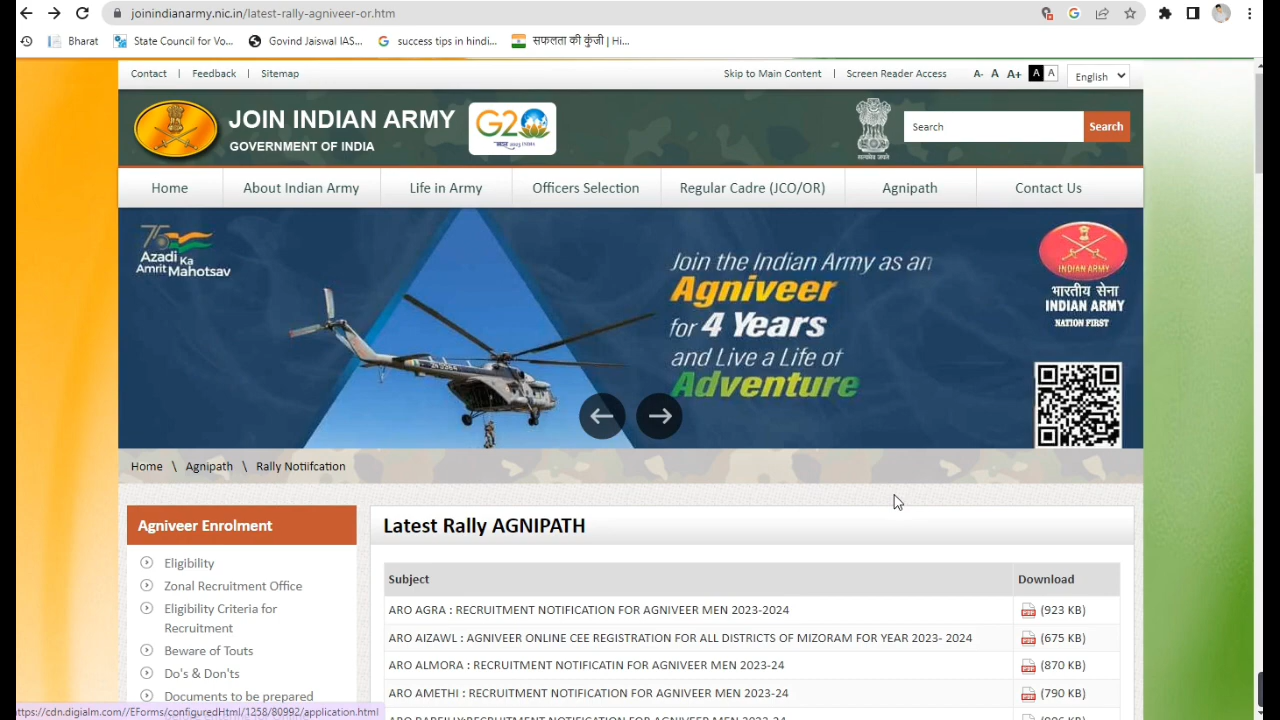 joinindianarmy.nic.in/latest-rally-agniveer-or.htm
Bharat
State Council for Vo...
Govind Jaiswal IAS...
success tips in hindi...
सफलता की कुंजी | Hi...
Contact | Feedback | Sitemap
Skip to Main Content | Screen Reader Access A- A A+ A A English
JOIN INDIAN ARMY
GOVERNMENT OF INDIA
G20
सत्यमेव जयते
Search Search
Home About Indian Army Life in Army Officers Selection Regular Cadre (JCO/OR) Agnipath Contact Us
75
Azadi Ka
Amrit Mahotsav
Join the Indian Army as an
Agniveer
for 4 Years
and Live a Life of
Adventure
INDIAN ARMY
भारतीय सेना
INDIAN ARMY
NATION FIRST
Home \ Agnipath \ Rally Notiifcation
Agniveer Enrolment
Eligibility
Zonal Recruitment Office
Eligibility Criteria for
Recruitment
Beware of Touts
Do's & Don'ts
Documents to be prepared
Latest Rally AGNIPATH
Subject Download
ARO AGRA : RECRUITMENT NOTIFICATION FOR AGNIVEER MEN 2023-2024 (923 KB)
ARO AIZAWL : AGNIVEER ONLINE CEE REGISTRATION FOR ALL DISTRICTS OF MIZORAM FOR YEAR 2023- 2024 (675 KB)
ARO ALMORA : RECRUITMENT NOTIFICATIN FOR AGNIVEER MEN 2023-24 (870 KB)
ARO AMETHI : RECRUITMENT NOTIFICATION FOR AGNIVEER MEN 2023-24 (790 KB)
ttps://cdn.digialm.com//EForms/configuredHtml/1258/80992/application.html